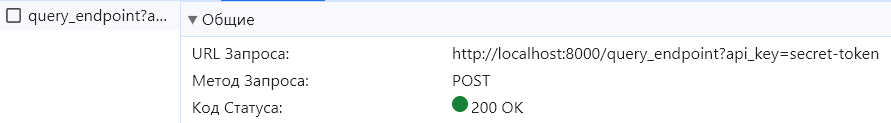 query_endpoint?a...
Общие
URL Запроса: http://localhost:8000/query_endpoint?api_key=secret-token
Метод Запроса: POST
Код Статуса: 200 OK